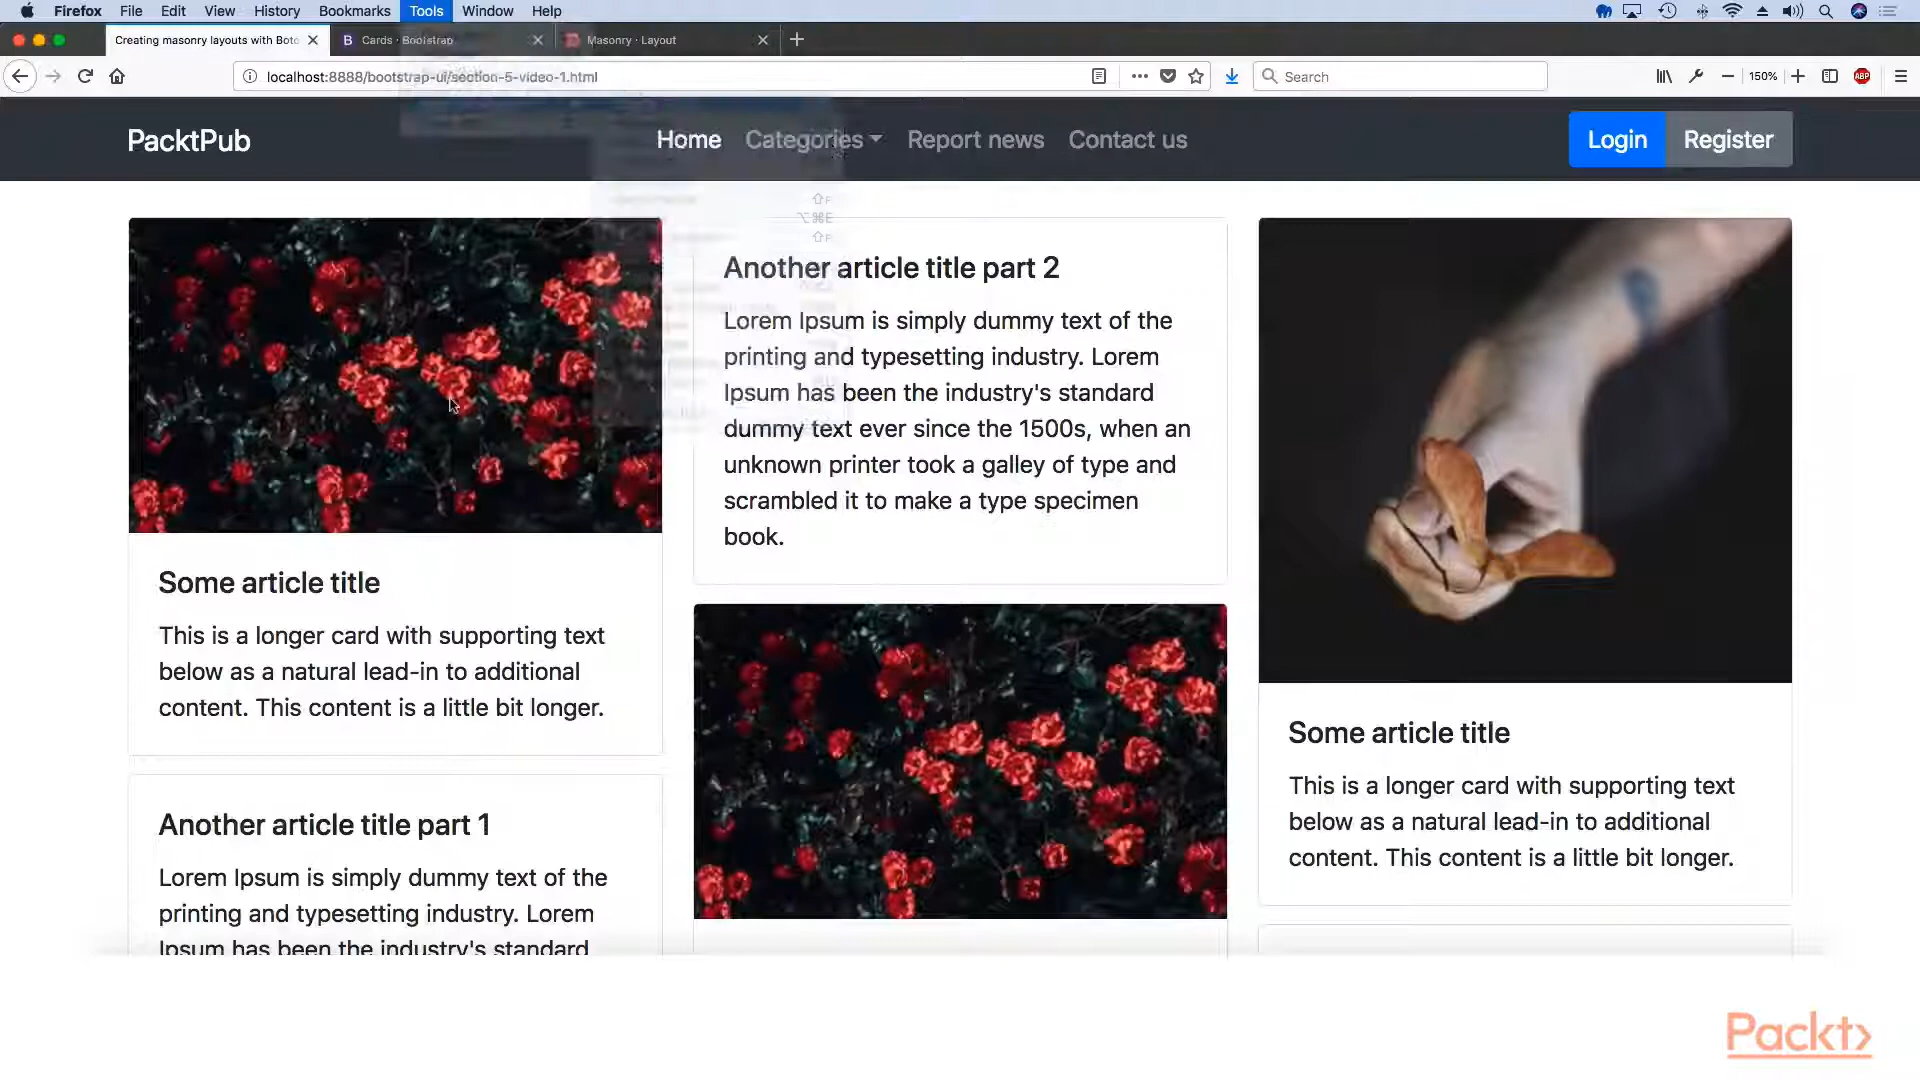 Firefox File Edit View History Bookmarks Tools Window Help
Creating masonry layouts with Boto
Cards · Bootstrap
Masonry · Layout
localhost:8888/bootstrap-ui/section-5-video-1.html
Search
150%
ABP
PacktPub
Home Categories Report news Contact us
Login Register
⇧F
⌥⌘E
⇧F
Some article title
This is a longer card with supporting text
below as a natural lead-in to additional
content. This content is a little bit longer.
Another article title part 1
Lorem Ipsum is simply dummy text of the
printing and typesetting industry. Lorem
Ipsum has been the industry's standard
Another article title part 2
Lorem Ipsum is simply dummy text of the
printing and typesetting industry. Lorem
Ipsum has been the industry's standard
dummy text ever since the 1500s, when an
unknown printer took a galley of type and
scrambled it to make a type specimen
book.
Some article title
This is a longer card with supporting text
below as a natural lead-in to additional
content. This content is a little bit longer.
Packt>